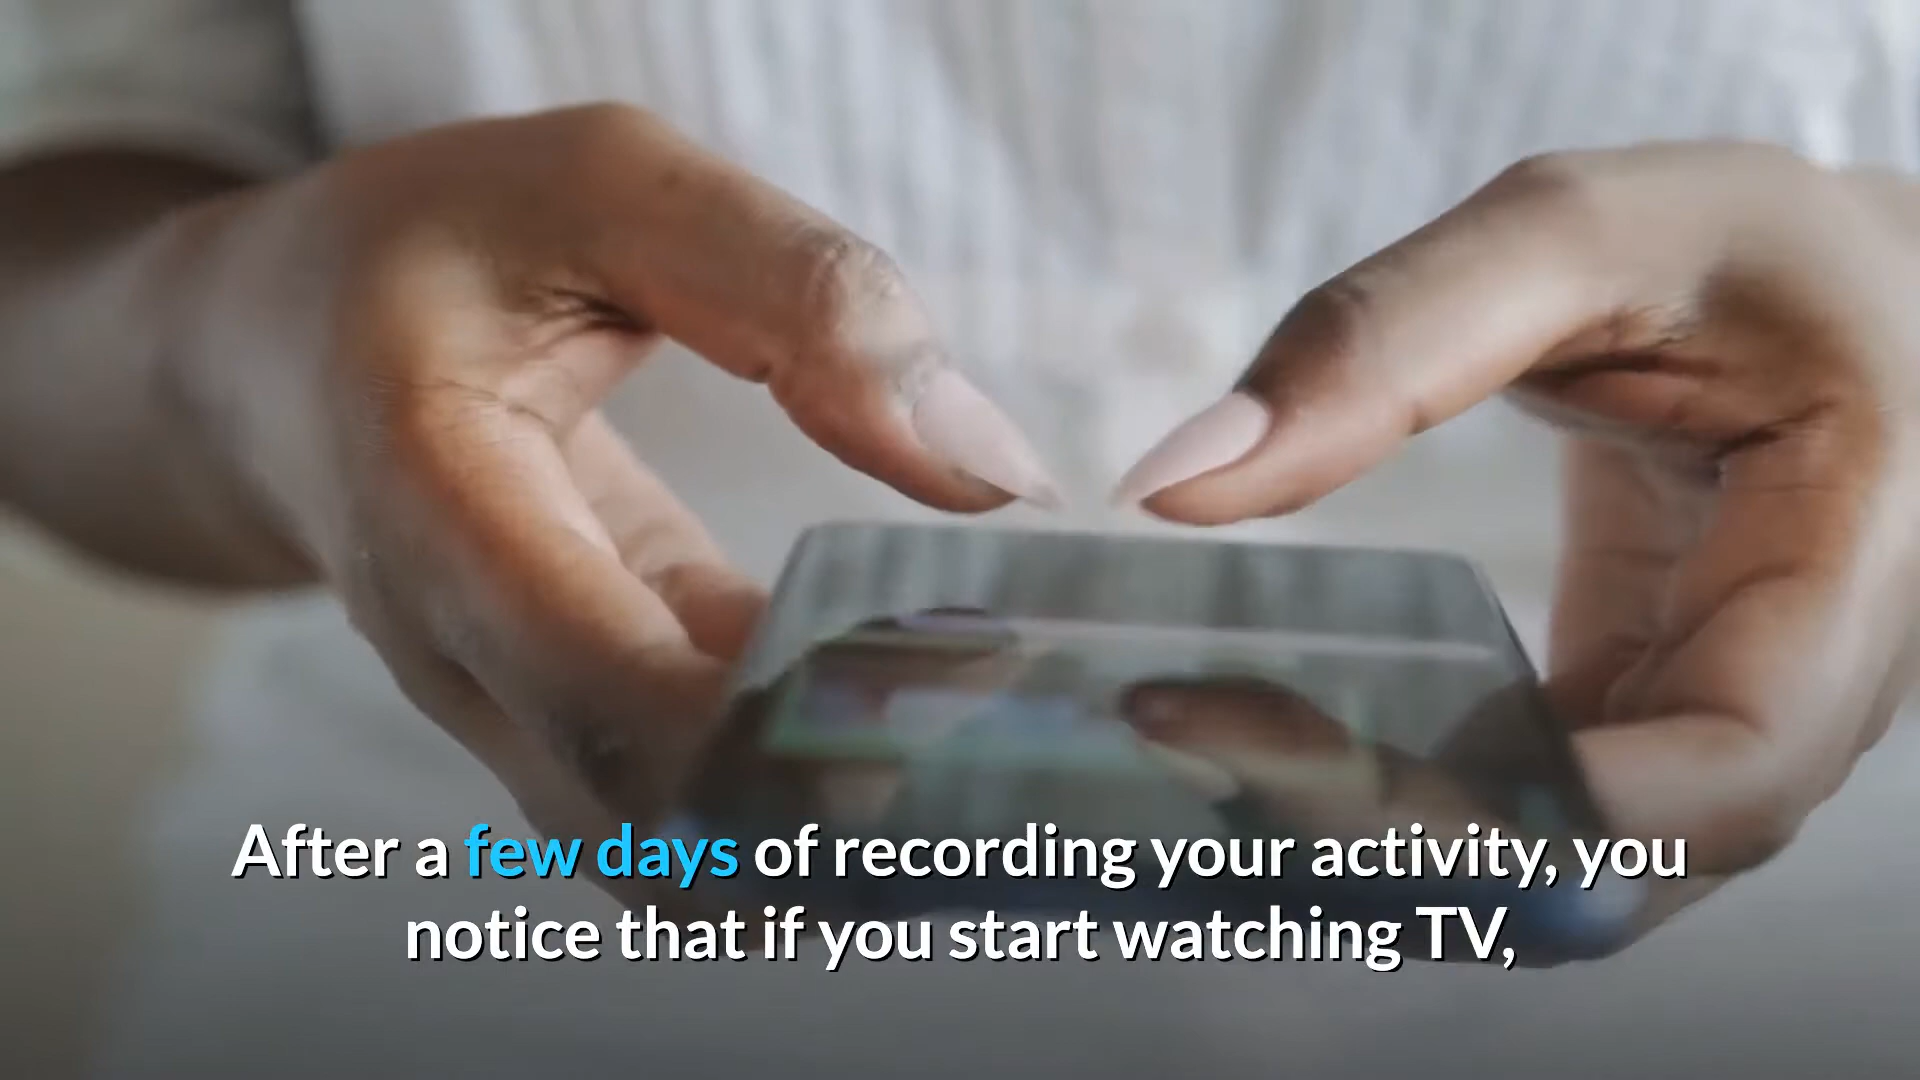 After a few days of recording your activity, you
notice that if you start watching TV,